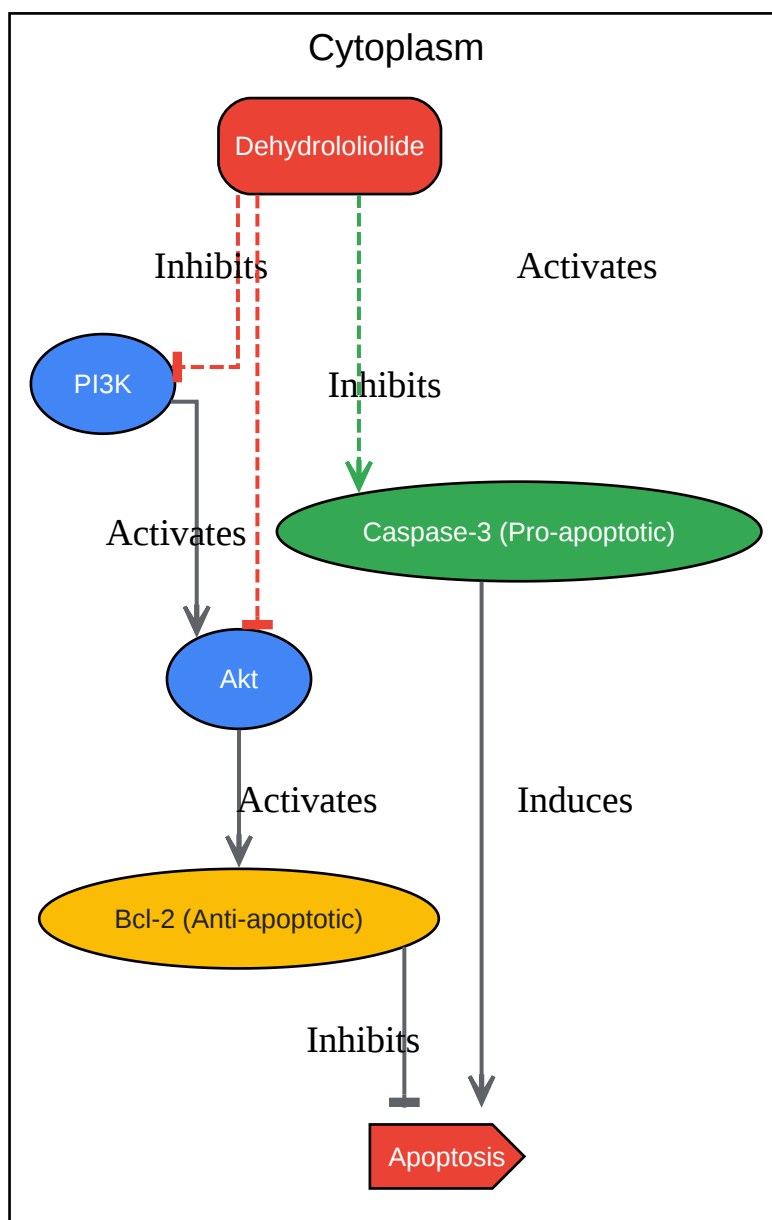 Cytoplasm
Dehydrololiolide
Inhibits
Activates
PI3K
Inhibits
Activates
Caspase-3 (Pro-apoptotic)
Akt
Activates
Induces
Bcl-2 (Anti-apoptotic)
Inhibits
Apoptosis